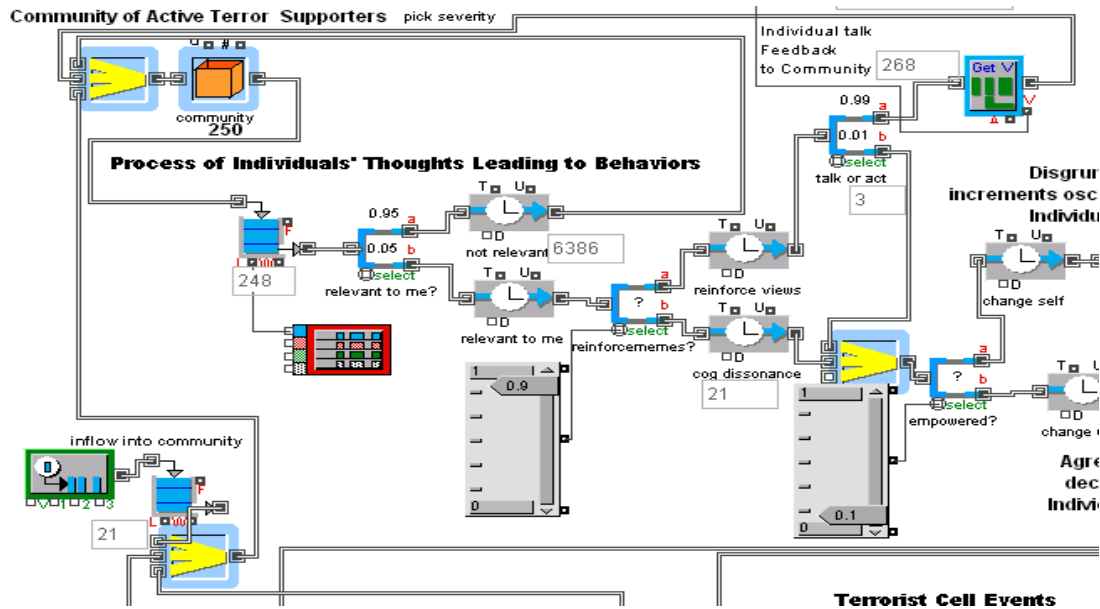 Community of Active Terror Supporters
pick severity
#
community
250
Individual talk
Feedback
to Community
268
Get V
V
0.99
a
0.01
b
select
talk or act
3
Process of Individuals' Thoughts Leading to Behaviors
F
L
W
248
0.95
a
0.05
b
select
relevant to me?
T
U
D
not relevant
6386
T
U
D
relevant to me
?
a
b
select
reinforcememes?
T
U
D
reinforce views
T
U
D
cog dissonance
21
Disgrun
increments osc
Individu
T
U
D
change self
?
a
b
select
empowered?
T
U
D
change
Agre
dec
Indivi
1
0.9
0
1
0.1
0
inflow into community
V
1
2
3
F
L
W
21
Terrorist Cell Events